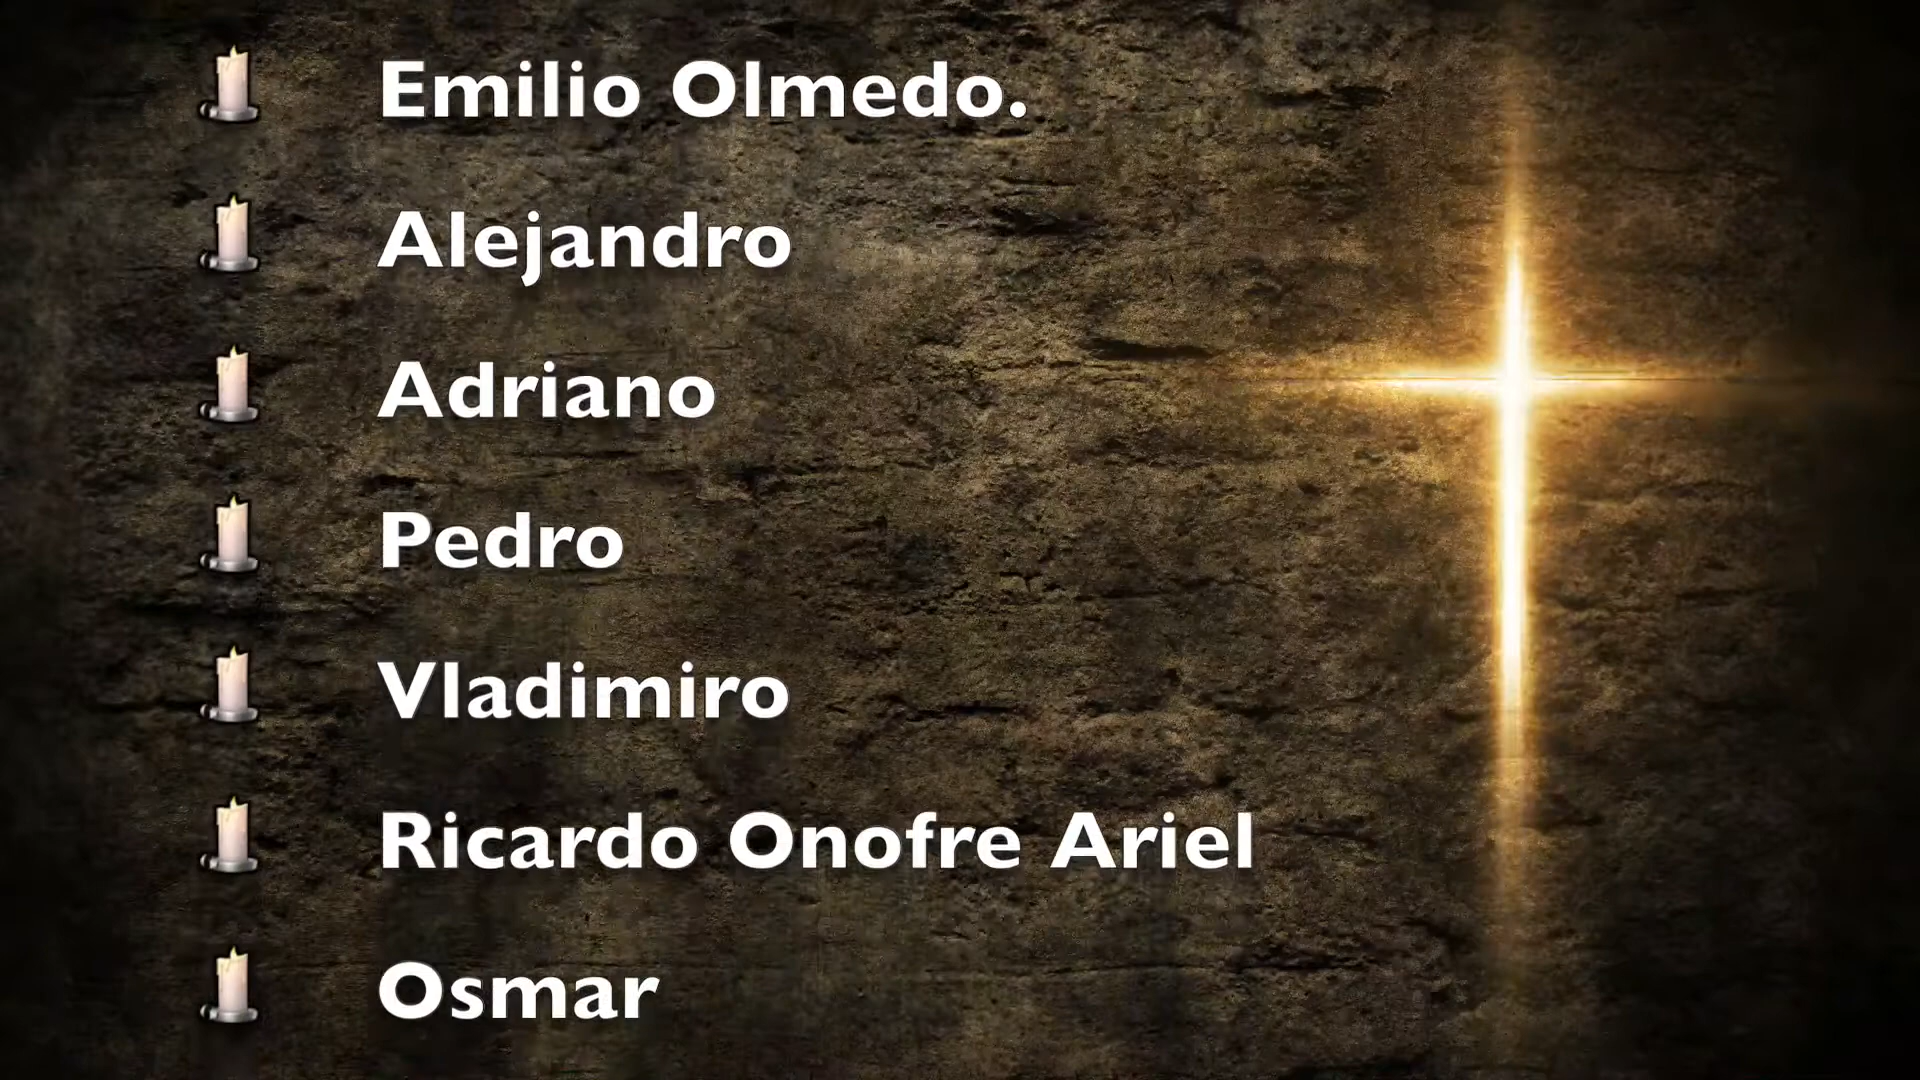 Emilio Olmedo.
Alejandro
Adriano
Pedro
Vladimiro
Ricardo Onofre Ariel
Osmar